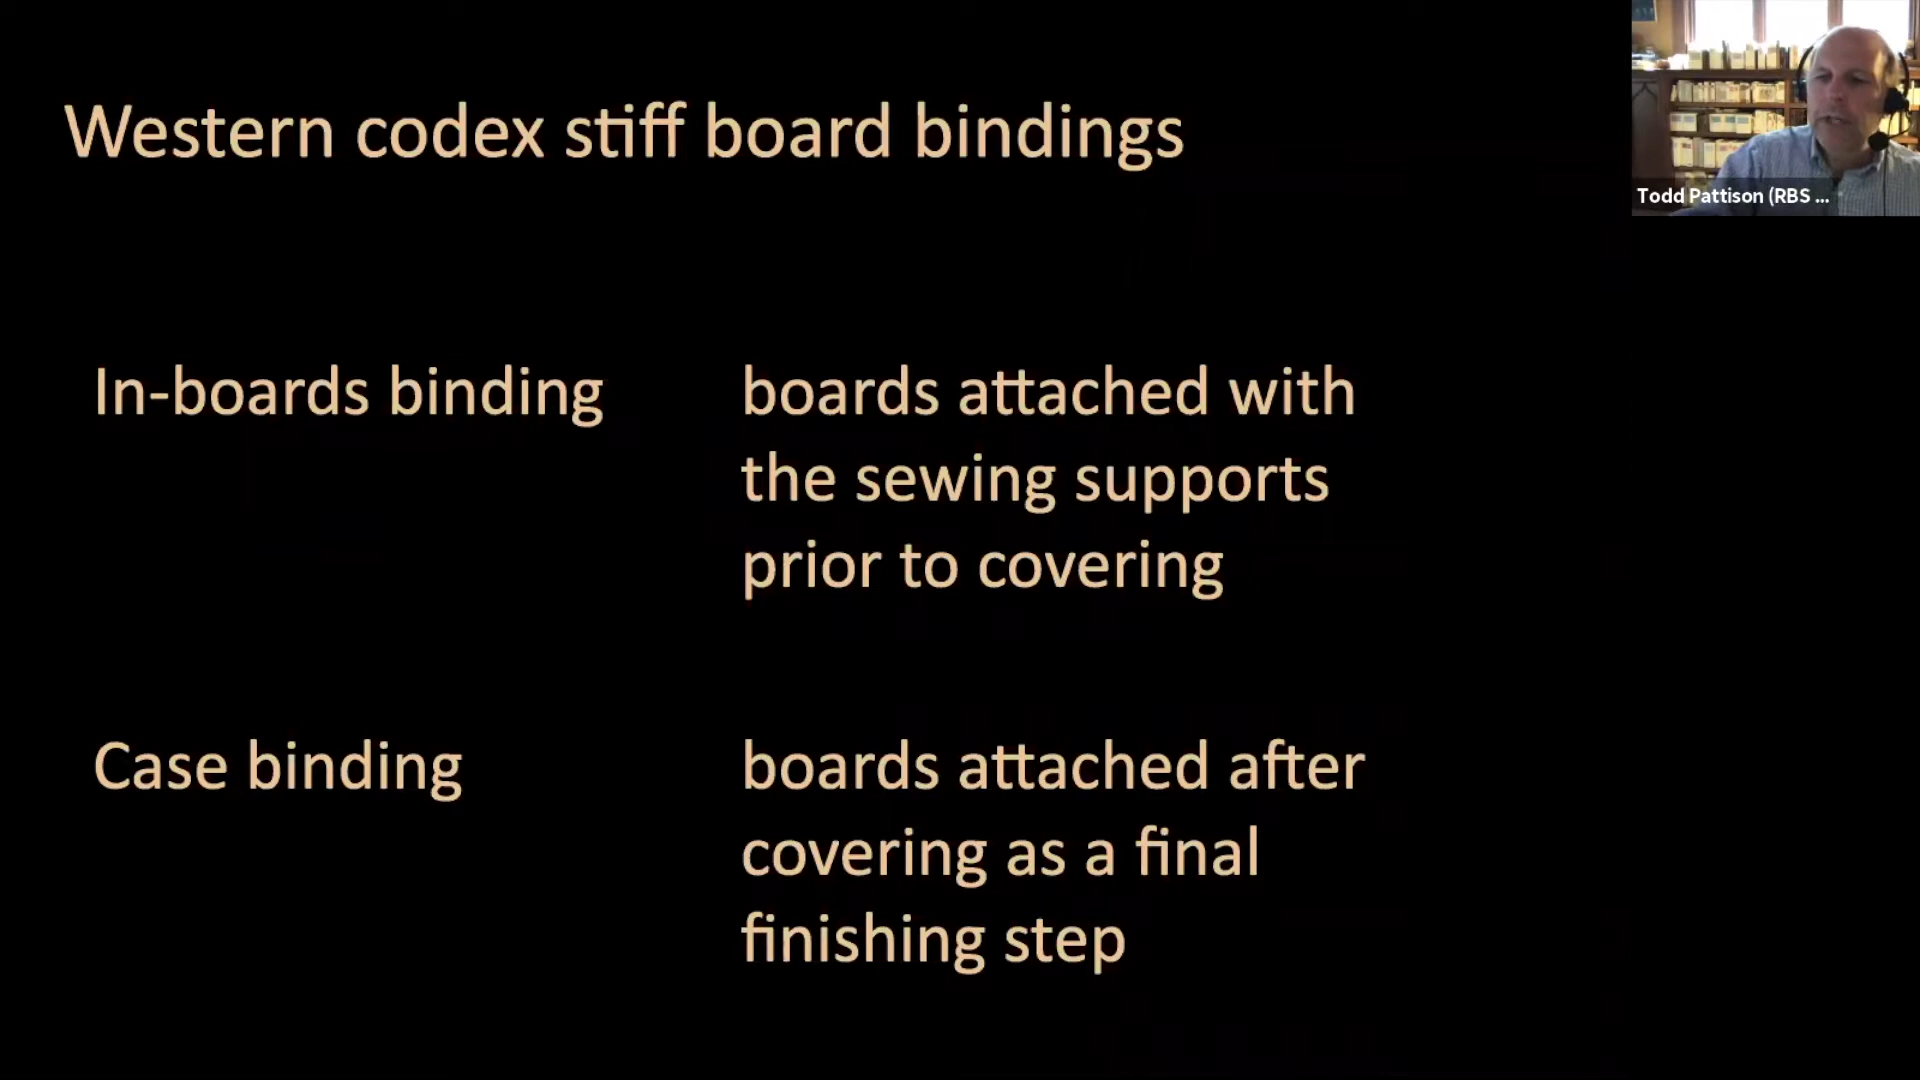 Western codex stiff board bindings
Todd Pattison (RBS ...
In-boards binding
boards attached with
the sewing supports
prior to covering
Case binding
boards attached after
covering as a final
finishing step